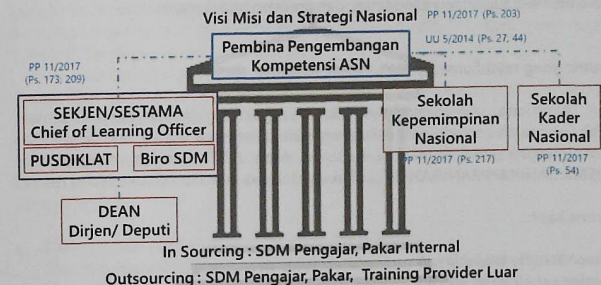 Visi Misi dan Strategi Nasional PP 11/2017 (Ps. 203)
UU 5/2014 (Ps. 27, 44)
Pembina Pengembangan
Kompetensi ASN
PP 11/2017
(Ps. 173; 209)
SEKJEN/SESTAMA
Chief of Learning Officer
PUSDIKLAT
Biro SDM
DEAN
Dirjen/ Deputi
Sekolah
Kepemimpinan
Nasional
PP 11/2017 (Ps. 217)
Sekolah
Kader
Nasional
PP 11/2017
(Ps. 54)
In Sourcing : SDM Pengajar, Pakar Internal
Outsourcing : SDM Pengajar, Pakar, Training Provider Luar